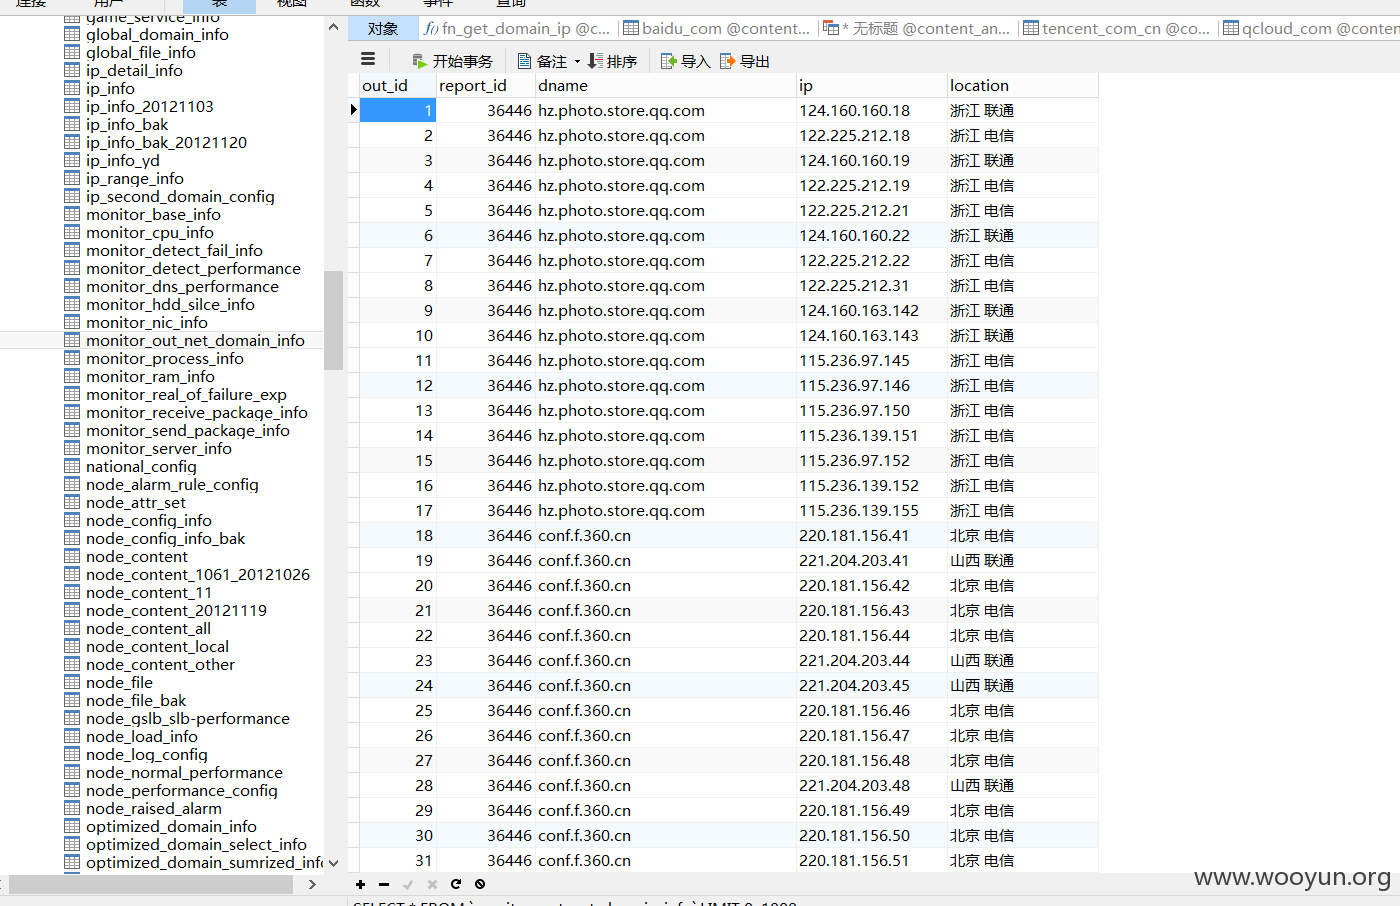 连接 用户 表 视图 函数 事件 查询
game_service_info
global_domain_info
global_file_info
ip_detail_info
ip_info
ip_info_20121103
ip_info_bak
ip_info_bak_20121120
ip_info_yd
ip_range_info
ip_second_domain_config
monitor_base_info
monitor_cpu_info
monitor_detect_fail_info
monitor_detect_performance
monitor_dns_performance
monitor_hdd_silce_info
monitor_nic_info
monitor_out_net_domain_info
monitor_process_info
monitor_ram_info
monitor_real_of_failure_exp
monitor_receive_package_info
monitor_send_package_info
monitor_server_info
national_config
node_alarm_rule_config
node_attr_set
node_config_info
node_config_info_bak
node_content
node_content_1061_20121026
node_content_11
node_content_20121119
node_content_all
node_content_local
node_content_other
node_file
node_file_bak
node_gslb_slb-performance
node_load_info
node_log_config
node_normal_performance
node_performance_config
node_raised_alarm
optimized_domain_info
optimized_domain_select_info
optimized_domain_sumrized_info
对象 fn_get_domain_ip @c... baidu_com @content... * 无标题 @content_an... tencent_com_cn @co... qcloud_com @conten
开始事务 备注 排序 导入 导出
out_id report_id dname ip location
1 36446 hz.photo.store.qq.com 124.160.160.18 浙江 联通
2 36446 hz.photo.store.qq.com 122.225.212.18 浙江 电信
3 36446 hz.photo.store.qq.com 124.160.160.19 浙江 联通
4 36446 hz.photo.store.qq.com 122.225.212.19 浙江 电信
5 36446 hz.photo.store.qq.com 122.225.212.21 浙江 电信
6 36446 hz.photo.store.qq.com 124.160.160.22 浙江 联通
7 36446 hz.photo.store.qq.com 122.225.212.22 浙江 电信
8 36446 hz.photo.store.qq.com 122.225.212.31 浙江 电信
9 36446 hz.photo.store.qq.com 124.160.163.142 浙江 联通
10 36446 hz.photo.store.qq.com 124.160.163.143 浙江 联通
11 36446 hz.photo.store.qq.com 115.236.97.145 浙江 电信
12 36446 hz.photo.store.qq.com 115.236.97.146 浙江 电信
13 36446 hz.photo.store.qq.com 115.236.97.150 浙江 电信
14 36446 hz.photo.store.qq.com 115.236.139.151 浙江 电信
15 36446 hz.photo.store.qq.com 115.236.97.152 浙江 电信
16 36446 hz.photo.store.qq.com 115.236.139.152 浙江 电信
17 36446 hz.photo.store.qq.com 115.236.139.155 浙江 电信
18 36446 conf.f.360.cn 220.181.156.41 北京 电信
19 36446 conf.f.360.cn 221.204.203.41 山西 联通
20 36446 conf.f.360.cn 220.181.156.42 北京 电信
21 36446 conf.f.360.cn 220.181.156.43 北京 电信
22 36446 conf.f.360.cn 220.181.156.44 北京 电信
23 36446 conf.f.360.cn 221.204.203.44 山西 联通
24 36446 conf.f.360.cn 221.204.203.45 山西 联通
25 36446 conf.f.360.cn 220.181.156.46 北京 电信
26 36446 conf.f.360.cn 220.181.156.47 北京 电信
27 36446 conf.f.360.cn 220.181.156.48 北京 电信
28 36446 conf.f.360.cn 221.204.203.48 山西 联通
29 36446 conf.f.360.cn 220.181.156.49 北京 电信
30 36446 conf.f.360.cn 220.181.156.50 北京 电信
31 36446 conf.f.360.cn 220.181.156.51 北京 电信
www.wooyun.org
SELECT * FROM `monitor_out_net_domain_info` LIMIT 0, 1000